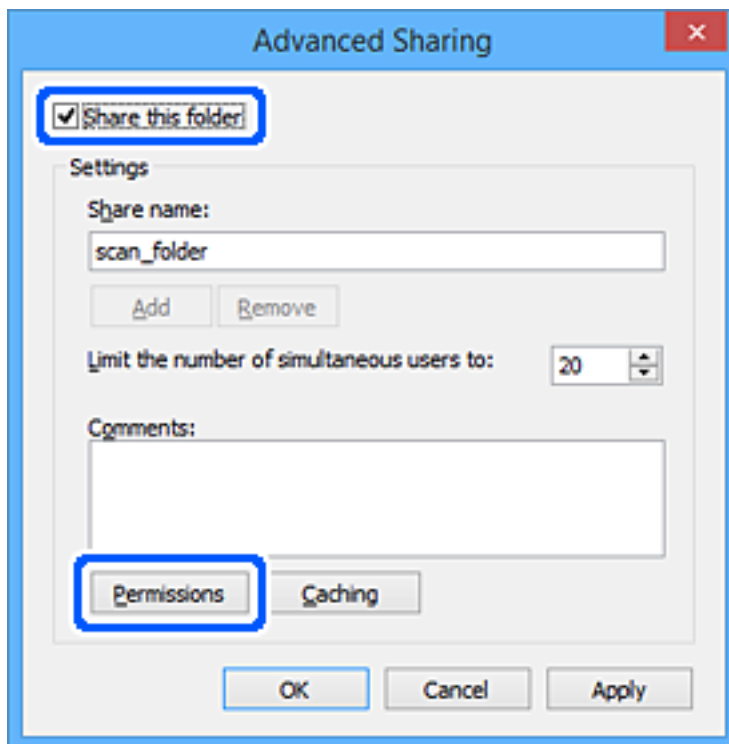 Advanced Sharing
Share this folder
Settings
Share name:
scan_folder
Add Remove
Limit the number of simultaneous users to: 20
Comments:
Permissions Caching
OK Cancel Apply